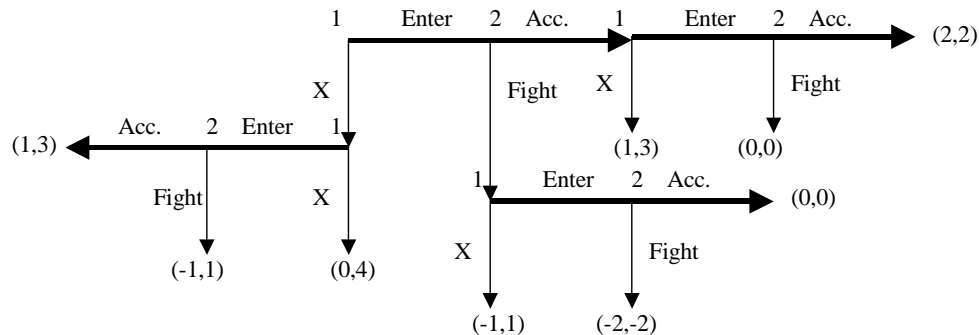 1 Enter 2 Acc. 1 Enter 2 Acc. (2,2)
X Fight X Fight
(1,3) Acc. 2 Enter 1 (1,3) (0,0)
Fight X 1 Enter 2 Acc. (0,0)
X Fight
(-1,1) (0,4)
(-1,1) (-2,-2)